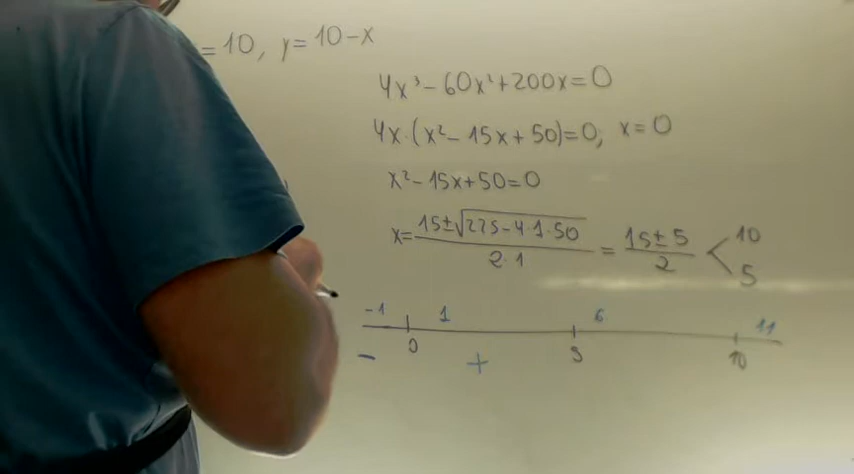 =10, y=10-x
4x³-60x²+200x=0
4x·(x²-15x+50)=0; x=0
x²-15x+50=0
x=(15±√(225-4·1·50))/(2·1) = (15±5)/2 < 10 5
-1 1 6 11
0 5 10
- +